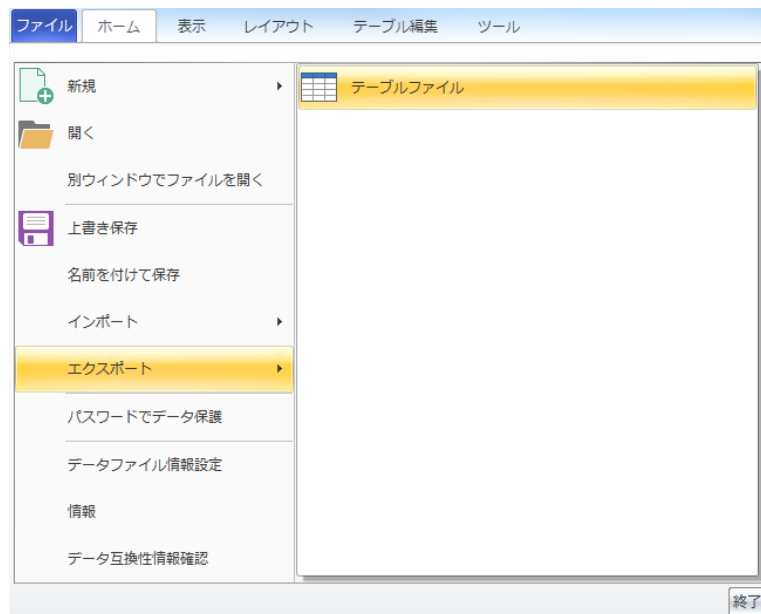 ファイル ホーム 表示 レイアウト テーブル編集 ツール
新規 テーブルファイル
開く
別ウィンドウでファイルを開く
上書き保存
名前を付けて保存
インポート
エクスポート
パスワードでデータ保護
データファイル情報設定
情報
データ互換性情報確認
終了